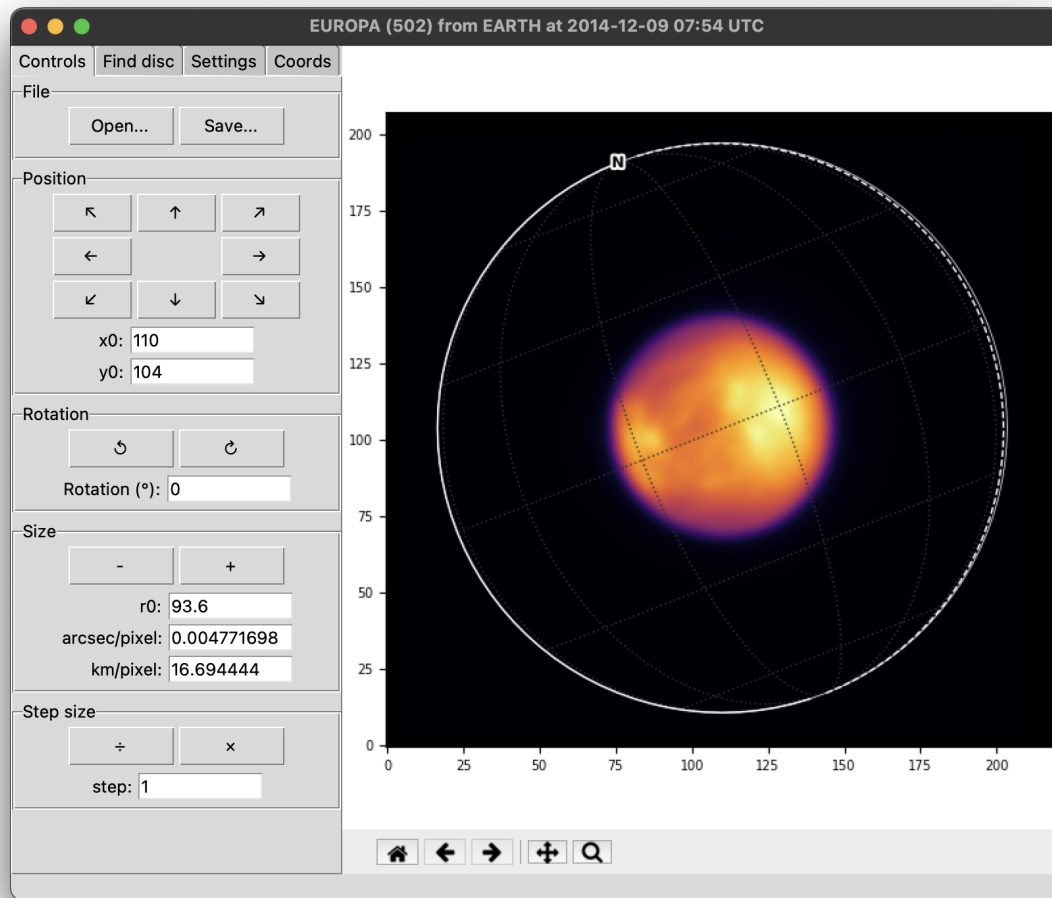 EUROPA (502) from EARTH at 2014-12-09 07:54 UTC
Controls Find disc Settings Coords
File
Open... Save...
Position
↖ ↑ ↗
← →
↙ ↓ ↘
x0: 110
y0: 104
Rotation
↺ ↻
Rotation (°): 0
Size
- +
r0: 93.6
arcsec/pixel: 0.004771698
km/pixel: 16.694444
Step size
÷ ×
step: 1
N
200
175
150
125
100
75
50
25
0
0 25 50 75 100 125 150 175 200